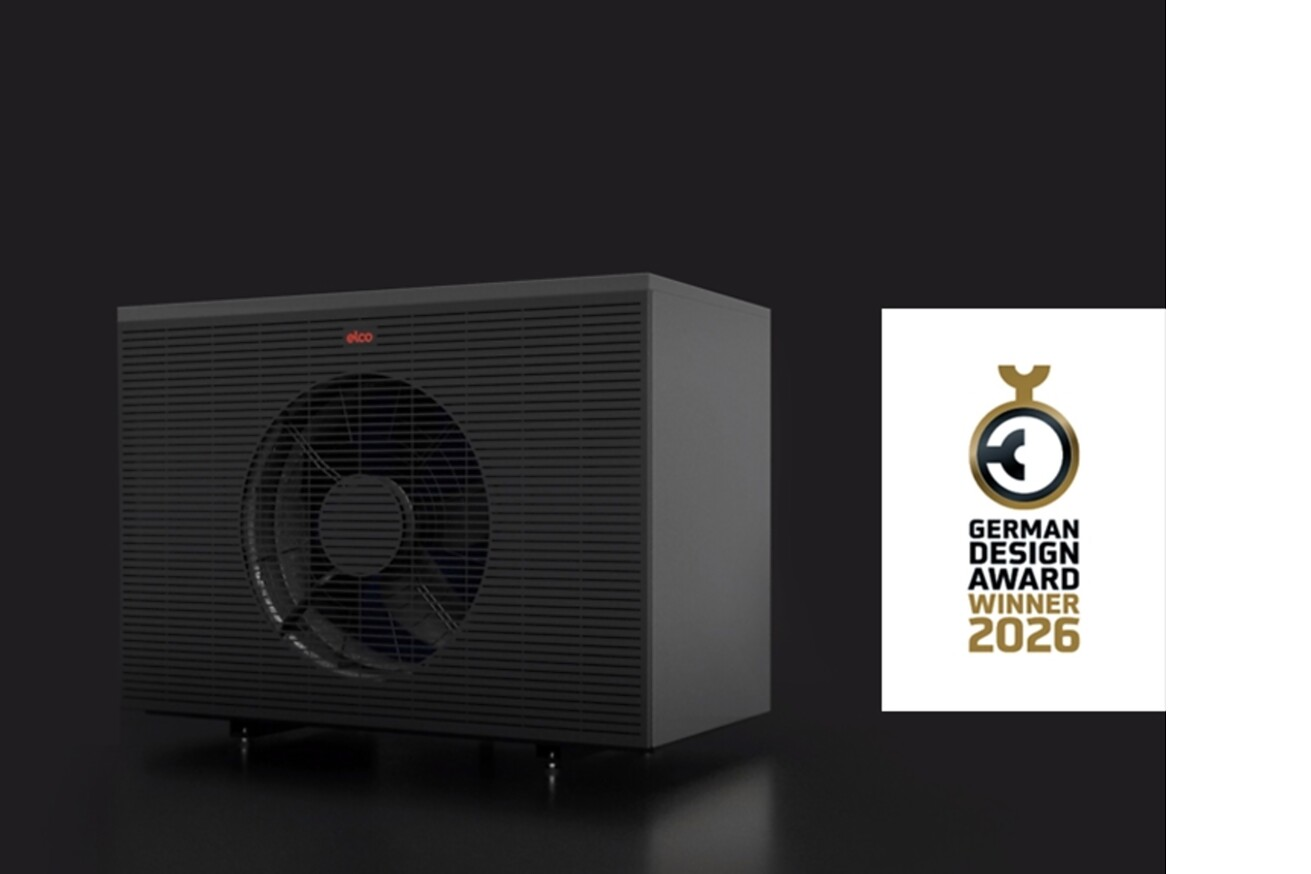 elco
GERMAN
DESIGN
AWARD
WINNER
2026